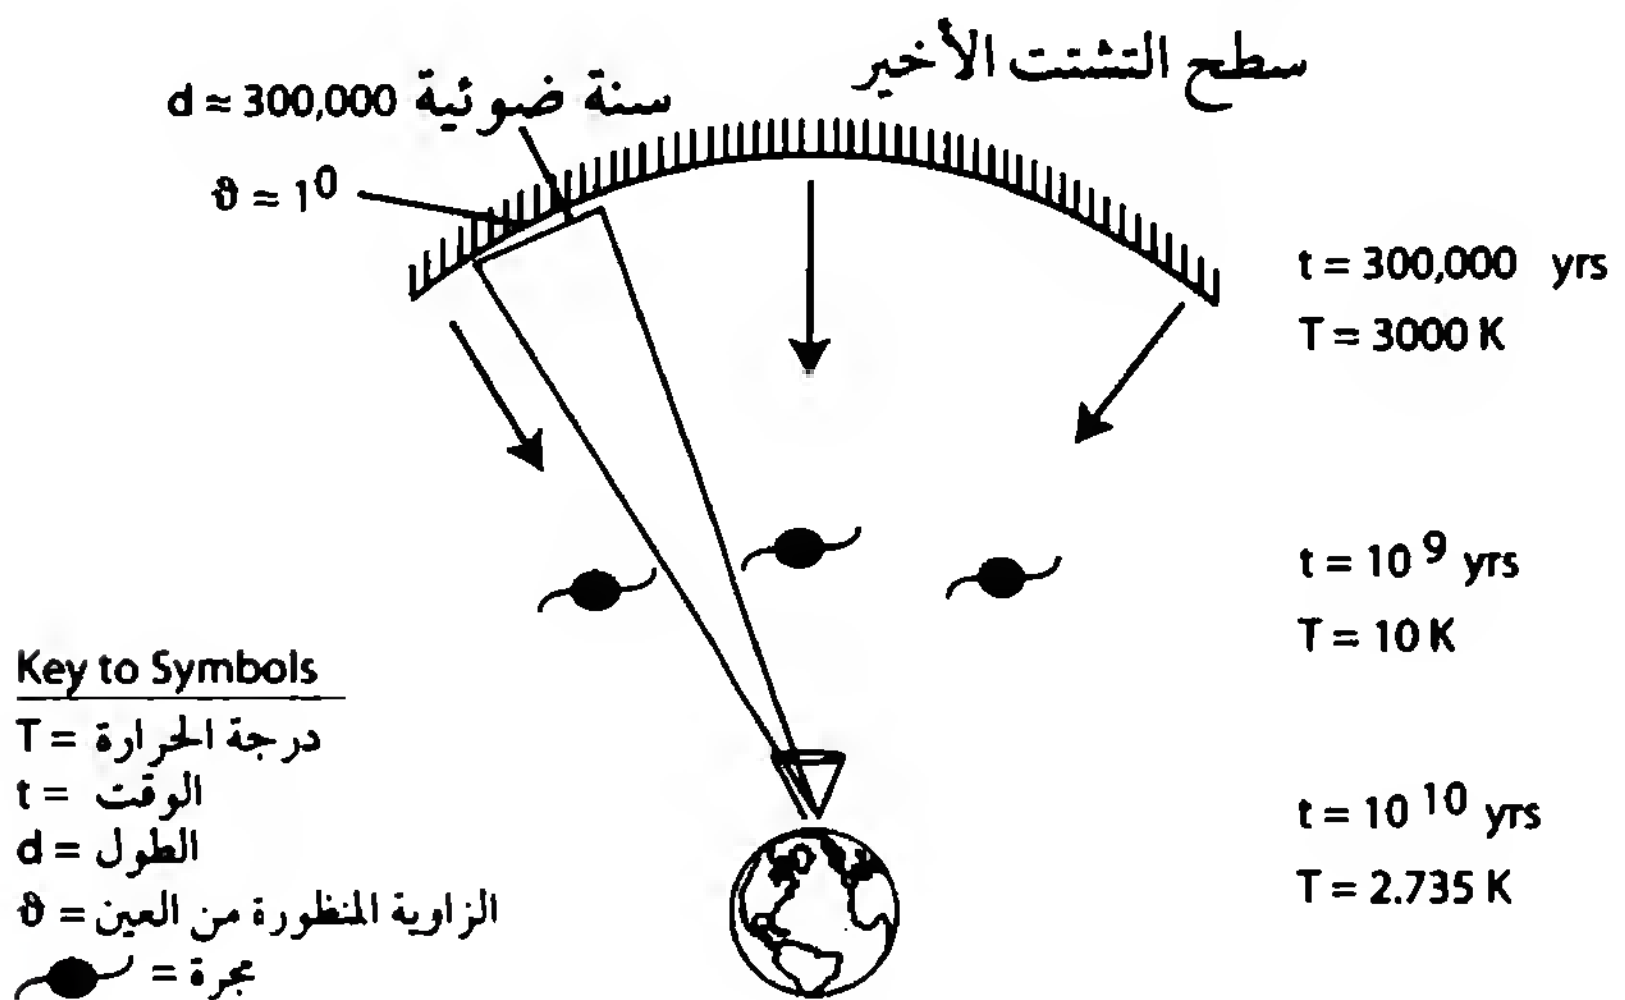 سطح التشتت الأخير
d ≈ 300,000 سنة ضوئية
ϑ ≈ 1⁰
t = 300,000 yrs
T = 3000 K
t = 10⁹ yrs
T = 10 K
t = 10¹⁰ yrs
T = 2.735 K
Key to Symbols
T = درجة الحرارة
t = الوقت
d = الطول
ϑ = الزاوية المنظورة من العين
= مجرة